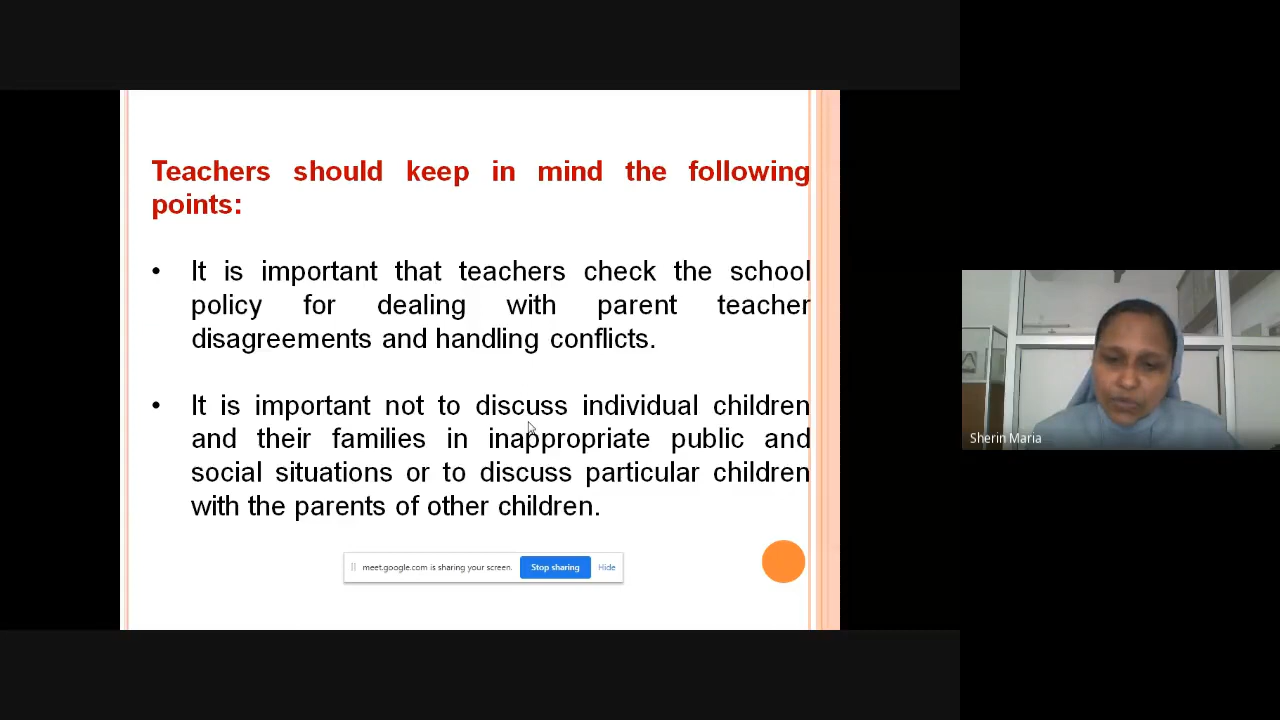 Teachers should keep in mind the following
points:
• It is important that teachers check the school
policy for dealing with parent teacher
disagreements and handling conflicts.
• It is important not to discuss individual children
and their families in inappropriate public and
social situations or to discuss particular children
with the parents of other children.
meet.google.com is sharing your screen. Stop sharing Hide
Sherin Maria